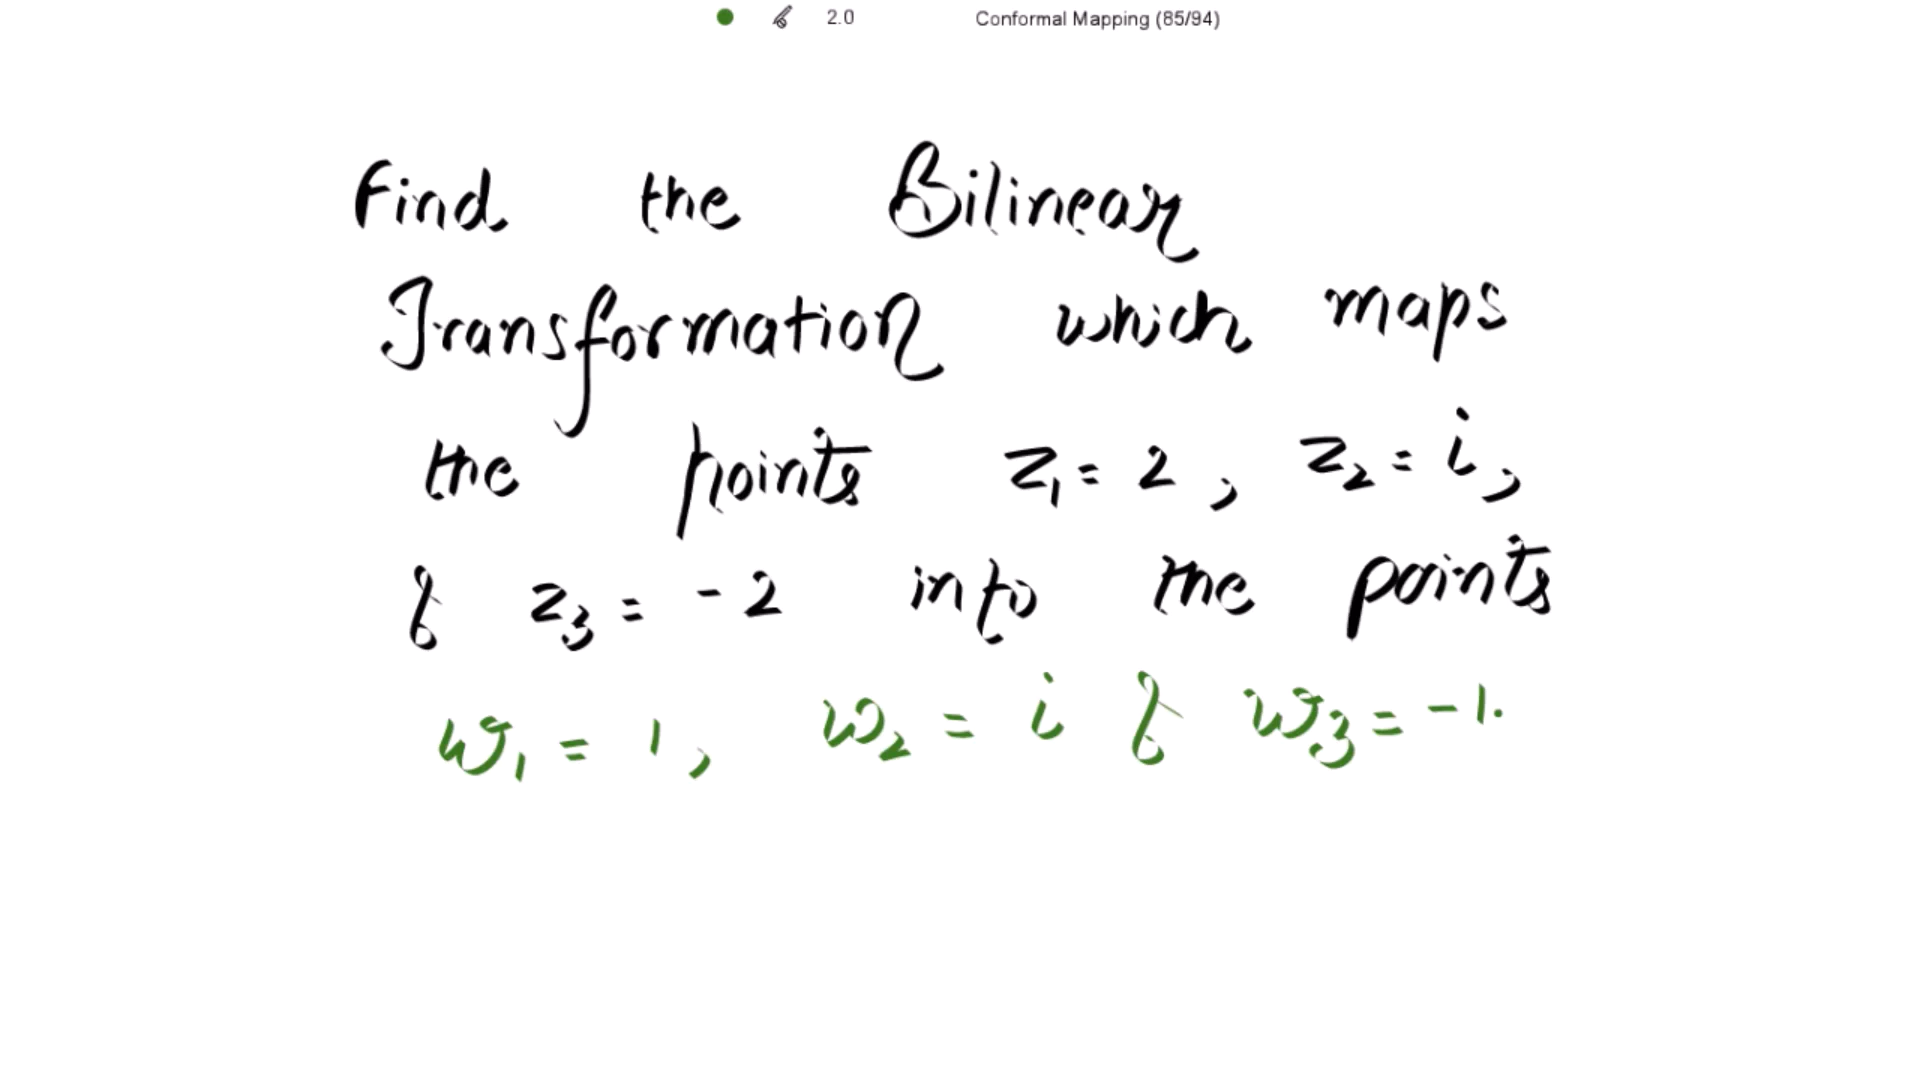 2.0 Conformal Mapping (85/94)
Find the Bilinear
Transformation which maps
the points z₁ = 2, z₂ = i,
& z₃ = -2 into the points
w₁ = 1, w₂ = i & w₃ = -1.